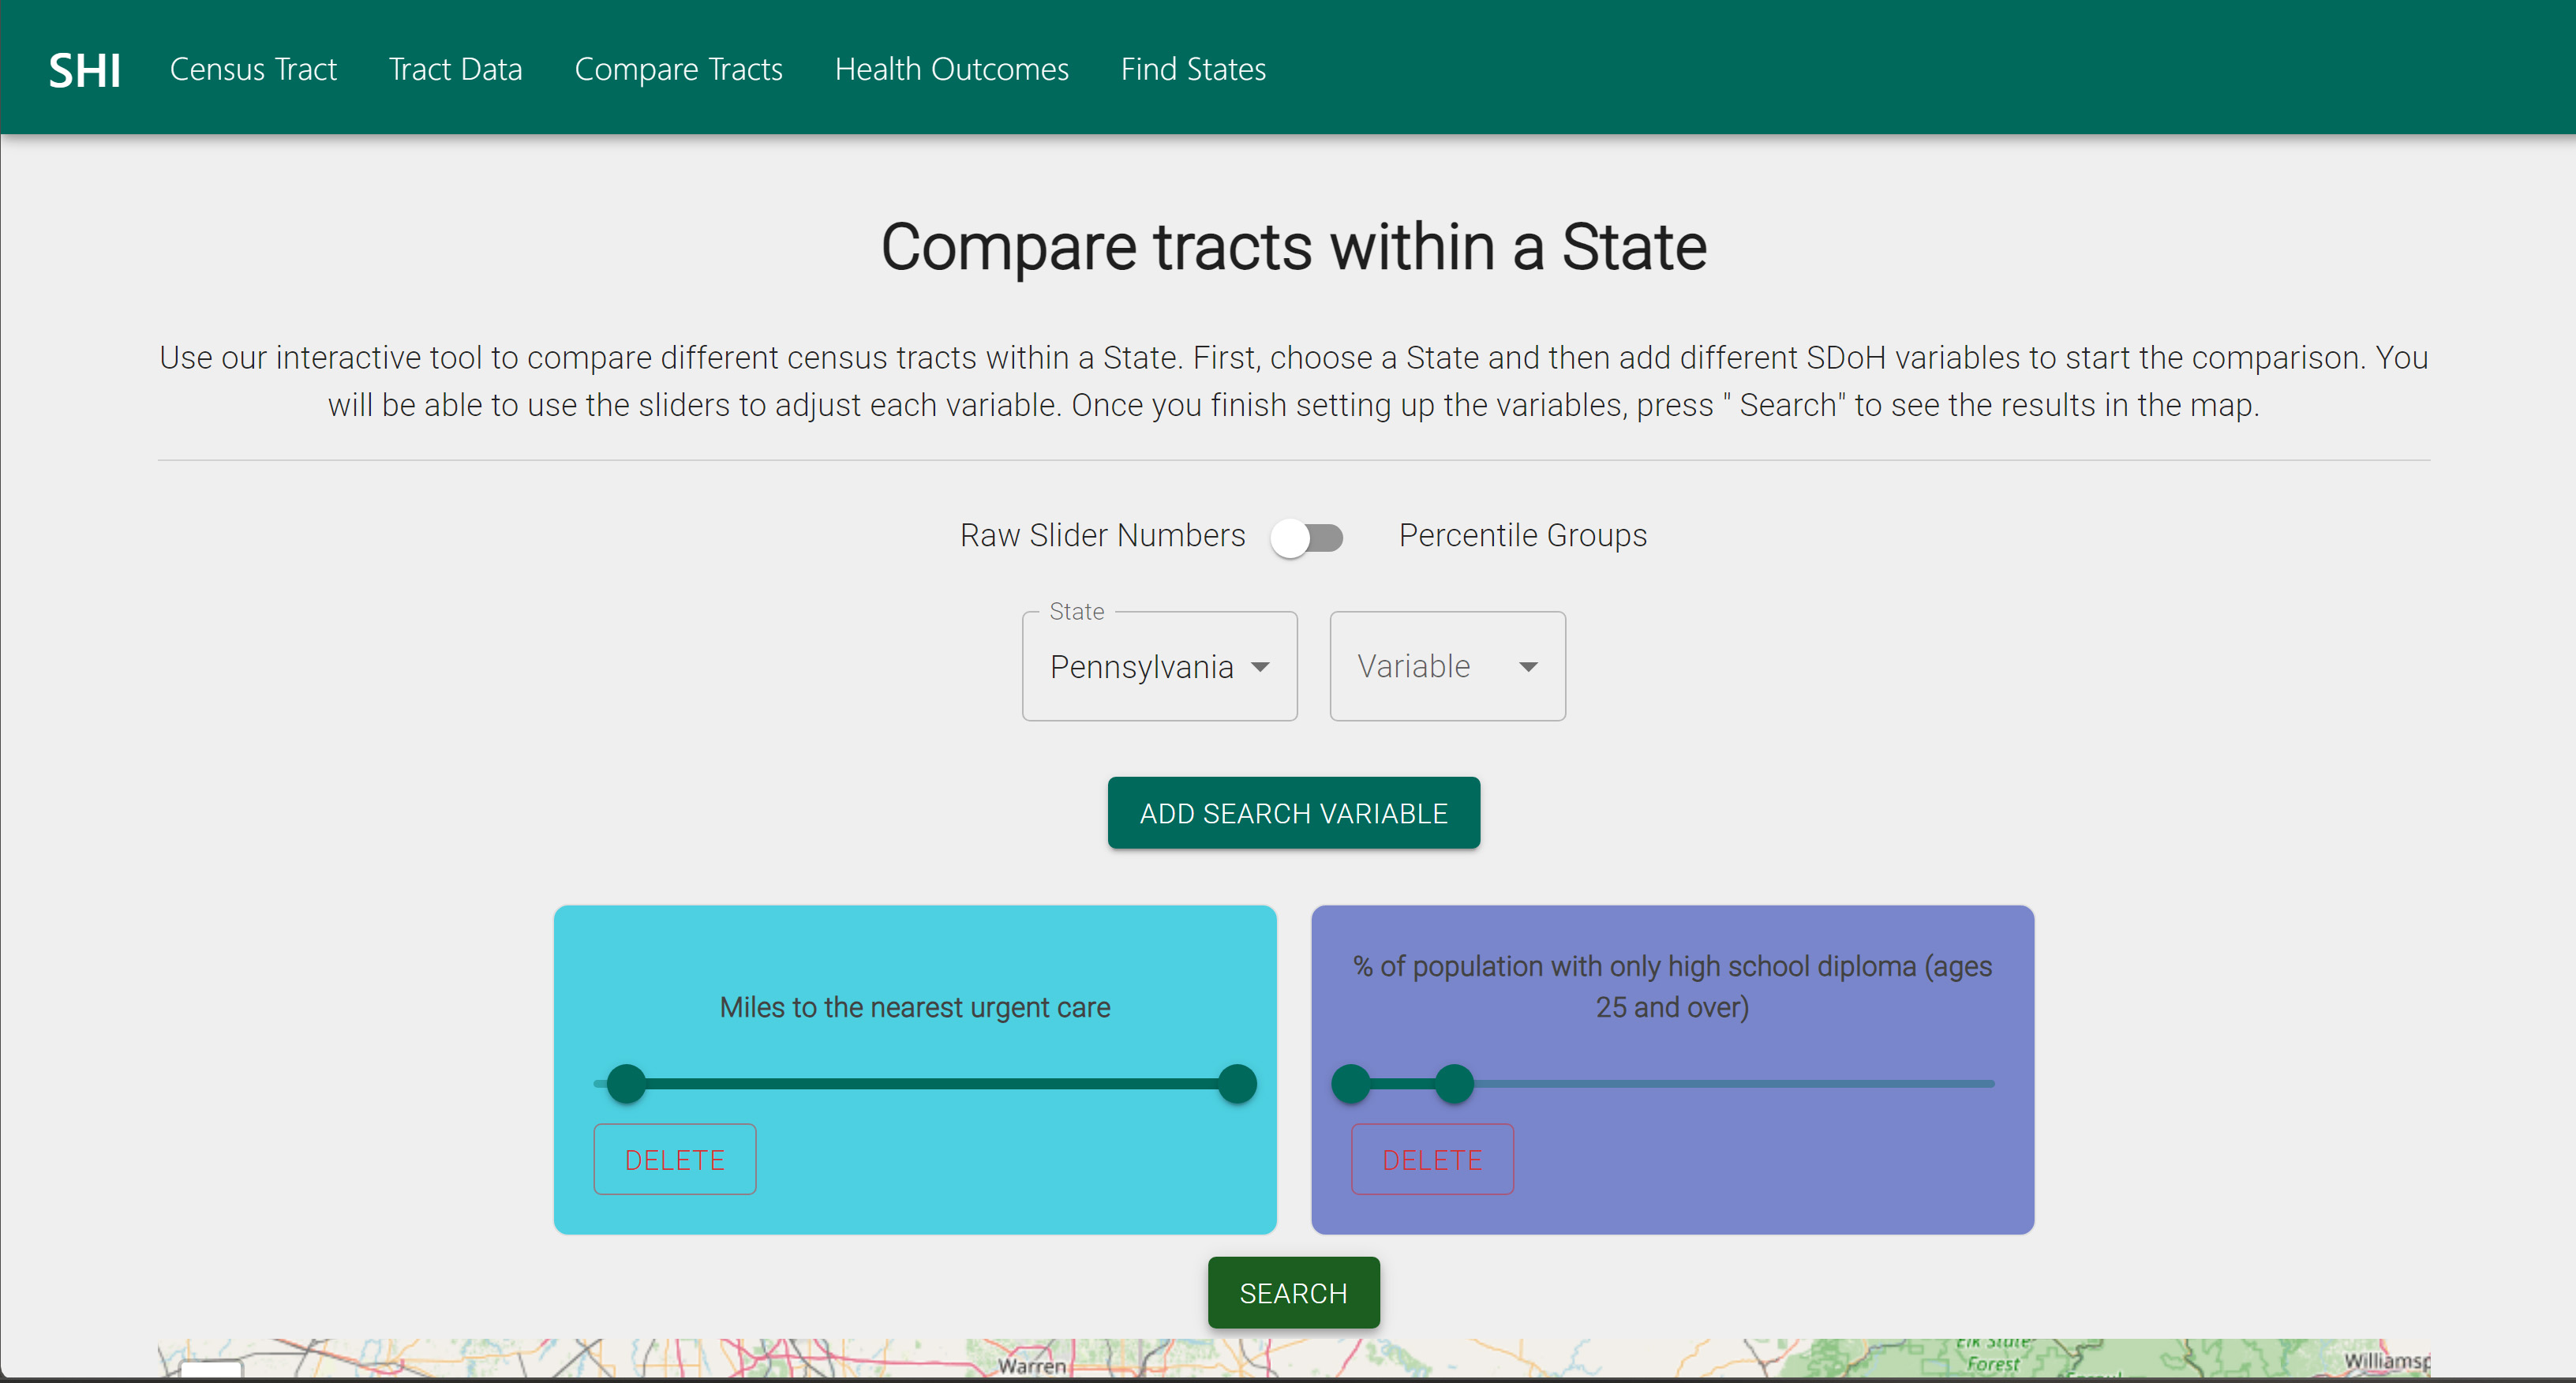 SHI Census Tract Tract Data Compare Tracts Health Outcomes Find States
Compare tracts within a State
Use our interactive tool to compare different census tracts within a State. First, choose a State and then add different SDoH variables to start the comparison. You
will be able to use the sliders to adjust each variable. Once you finish setting up the variables, press " Search" to see the results in the map.
Raw Slider Numbers Percentile Groups
State
Pennsylvania Variable
ADD SEARCH VARIABLE
Miles to the nearest urgent care
% of population with only high school diploma (ages
25 and over)
DELETE
DELETE
SEARCH
Warren
Elk State
Forest
Williamsp